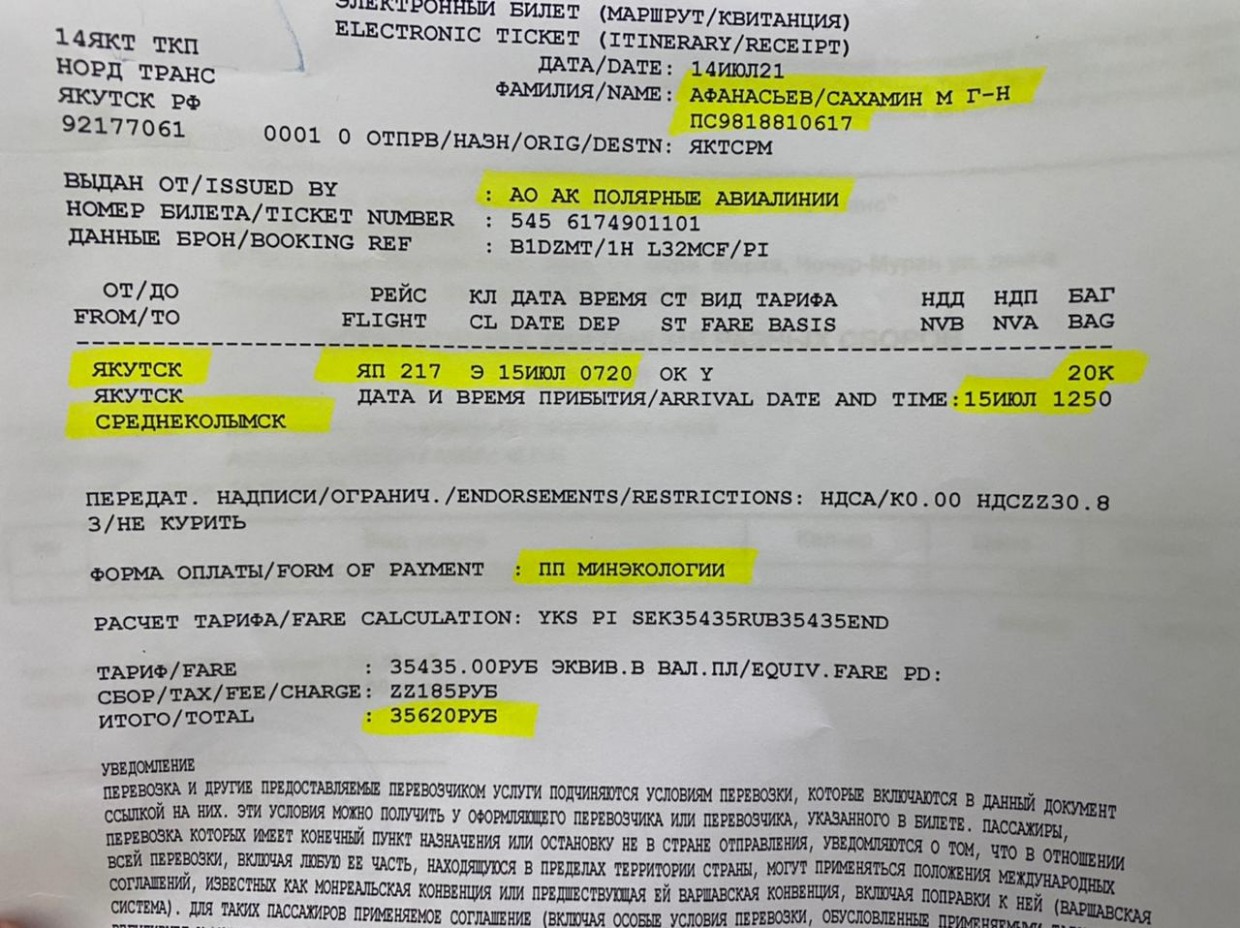 ЭЛЕКТРОННЫЙ БИЛЕТ (МАРШРУТ/КВИТАНЦИЯ)
14ЯКТ ТКП
ELECTRONIC TICKET (ITINERARY/RECEIPT)
НОРД ТРАНС
ДАТА/DATE: 14ИЮЛ21
ЯКУТСК РФ
ФАМИЛИЯ/NAME: АФАНАСЬЕВ/САХАМИН М Г-Н
ПС9818810617
92177061 0001 0 ОТПРВ/НАЗН/ORIG/DESTN: ЯКТСРМ
ВЫДАН ОТ/ISSUED BY : АО АК ПОЛЯРНЫЕ АВИАЛИНИИ
НОМЕР БИЛЕТА/TICKET NUMBER : 545 6174901101
ДАННЫЕ БРОН/BOOKING REF : B1DZMT/1H L32MCF/PI
ОТ/ДО РЕЙС КЛ ДАТА ВРЕМЯ СТ ВИД ТАРИФА НДД НДП БАГ
FROM/TO FLIGHT CL DATE DEP ST FARE BASIS NVB NVA BAG
ЯКУТСК ЯП 217 Э 15ИЮЛ 0720 OK Y 20К
ЯКУТСК ДАТА И ВРЕМЯ ПРИБЫТИЯ/ARRIVAL DATE AND TIME:15ИЮЛ 1250
СРЕДНЕКОЛЫМСК
ПЕРЕДАТ. НАДПИСИ/ОГРАНИЧ./ENDORSEMENTS/RESTRICTIONS: НДСА/К0.00 НДСZZ30.8
3/НЕ КУРИТЬ
ФОРМА ОПЛАТЫ/FORM OF PAYMENT : ПП МИНЭКОЛОГИИ
РАСЧЕТ ТАРИФА/FARE CALCULATION: YKS PI SEK35435RUB35435END
ТАРИФ/FARE : 35435.00РУБ ЭКВИВ.В ВАЛ.ПЛ/EQUIV.FARE PD:
СБОР/TAX/FEE/CHARGE: ZZ185РУБ
ИТОГО/TOTAL : 35620РУБ
УВЕДОМЛЕНИЕ
ПЕРЕВОЗКА И ДРУГИЕ ПРЕДОСТАВЛЯЕМЫЕ ПЕРЕВОЗЧИКОМ УСЛУГИ ПОДЧИНЯЮТСЯ УСЛОВИЯМ ПЕРЕВОЗКИ, КОТОРЫЕ ВКЛЮЧАЮТСЯ В ДАННЫЙ ДОКУМЕНТ
ССЫЛКОЙ НА НИХ. ЭТИ УСЛОВИЯ МОЖНО ПОЛУЧИТЬ У ОФОРМЛЯЮЩЕГО ПЕРЕВОЗЧИКА ИЛИ ПЕРЕВОЗЧИКА, УКАЗАННОГО В БИЛЕТЕ. ПАССАЖИРЫ,
ПЕРЕВОЗКА КОТОРЫХ ИМЕЕТ КОНЕЧНЫЙ ПУНКТ НАЗНАЧЕНИЯ ИЛИ ОСТАНОВКУ НЕ В СТРАНЕ ОТПРАВЛЕНИЯ, УВЕДОМЛЯЮТСЯ О ТОМ, ЧТО В ОТНОШЕНИИ
ВСЕЙ ПЕРЕВОЗКИ, ВКЛЮЧАЯ ЛЮБУЮ ЕЕ ЧАСТЬ, НАХОДЯЩУЮСЯ В ПРЕДЕЛАХ ТЕРРИТОРИИ СТРАНЫ, МОГУТ ПРИМЕНЯТЬСЯ ПОЛОЖЕНИЯ МЕЖДУНАРОДНЫХ
СОГЛАШЕНИЙ, ИЗВЕСТНЫХ КАК МОНРЕАЛЬСКАЯ КОНВЕНЦИЯ ИЛИ ПРЕДШЕСТВУЮЩАЯ ЕЙ ВАРШАВСКАЯ КОНВЕНЦИЯ, ВКЛЮЧАЯ ПОПРАВКИ К НЕЙ (ВАРШАВСКАЯ
СИСТЕМА). ДЛЯ ТАКИХ ПАССАЖИРОВ ПРИМЕНЯЕМОЕ СОГЛАШЕНИЕ (ВКЛЮЧАЯ ОСОБЫЕ УСЛОВИЯ ПЕРЕВОЗКИ, ОБУСЛОВЛЕННЫЕ